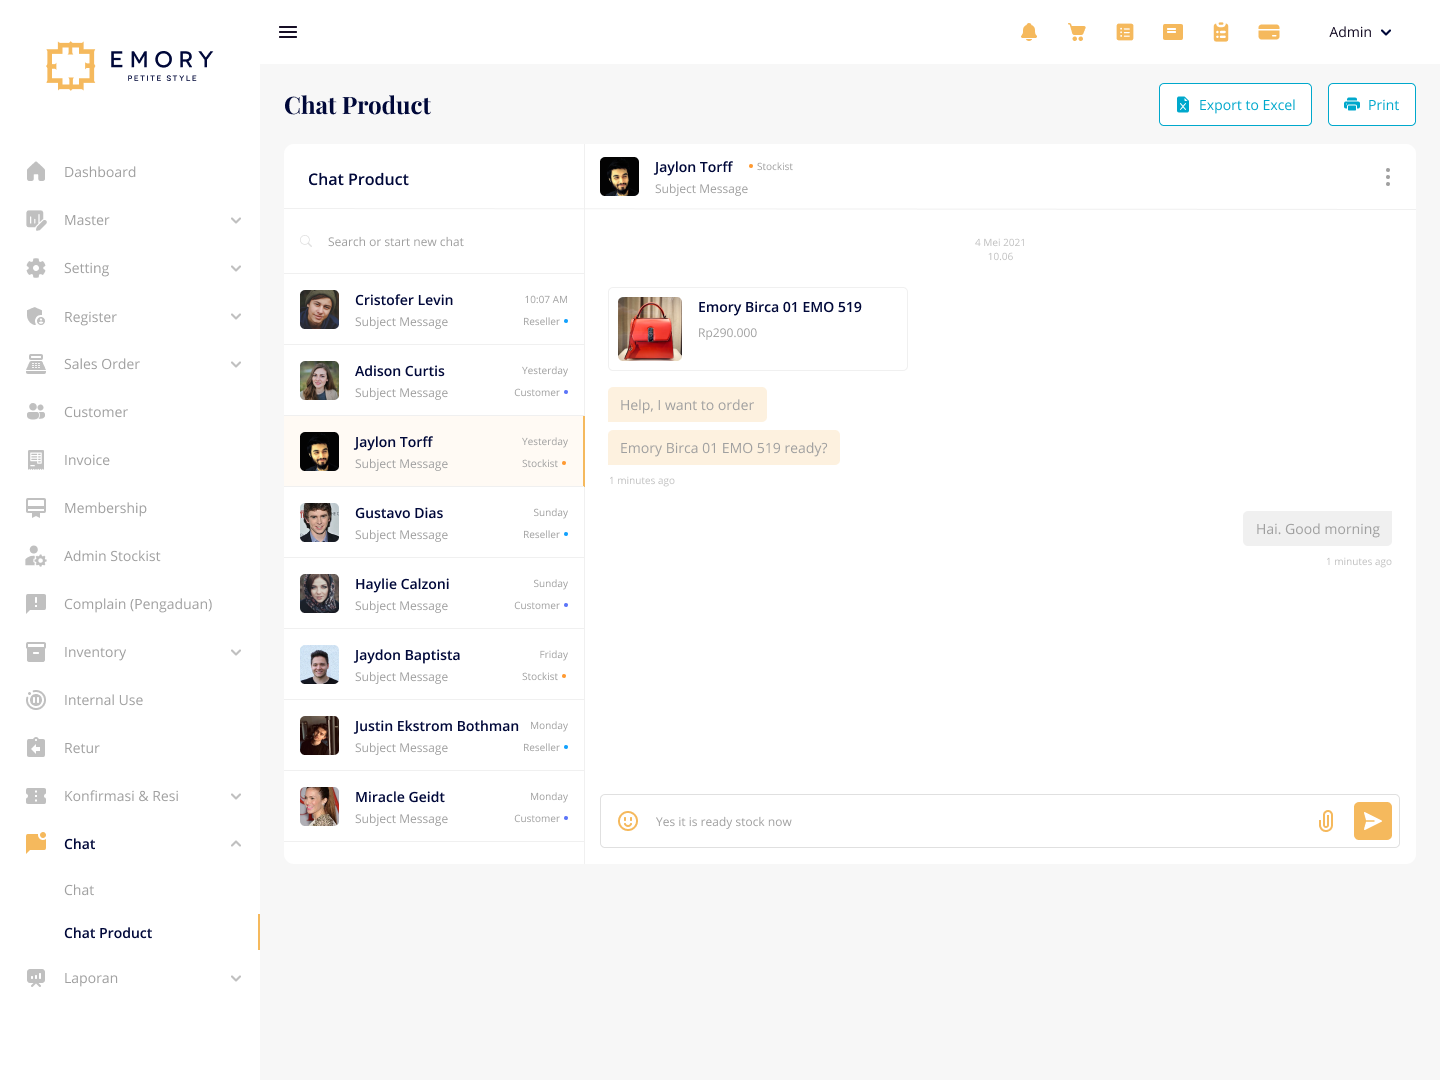 EMORY
PETITE STYLE
Admin
Chat Product
Export to Excel
Print
Dashboard
Master
Setting
Register
Sales Order
Customer
Invoice
Membership
Admin Stockist
Complain (Pengaduan)
Inventory
Internal Use
Retur
Konfirmasi & Resi
Chat
Chat
Chat Product
Laporan
Chat Product
Search or start new chat
Cristofer Levin 10:07 AM
Subject Message Reseller
Adison Curtis Yesterday
Subject Message Customer
Jaylon Torff Yesterday
Subject Message Stockist
Gustavo Dias Sunday
Subject Message Reseller
Haylie Calzoni Sunday
Subject Message Customer
Jaydon Baptista Friday
Subject Message Stockist
Justin Ekstrom Bothman Monday
Subject Message Reseller
Miracle Geidt Monday
Subject Message Customer
Jaylon Torff Stockist
Subject Message
4 Mei 2021
10.06
Emory Birca 01 EMO 519
Rp290.000
Help, I want to order
Emory Birca 01 EMO 519 ready?
1 minutes ago
Hai. Good morning
1 minutes ago
Yes it is ready stock now